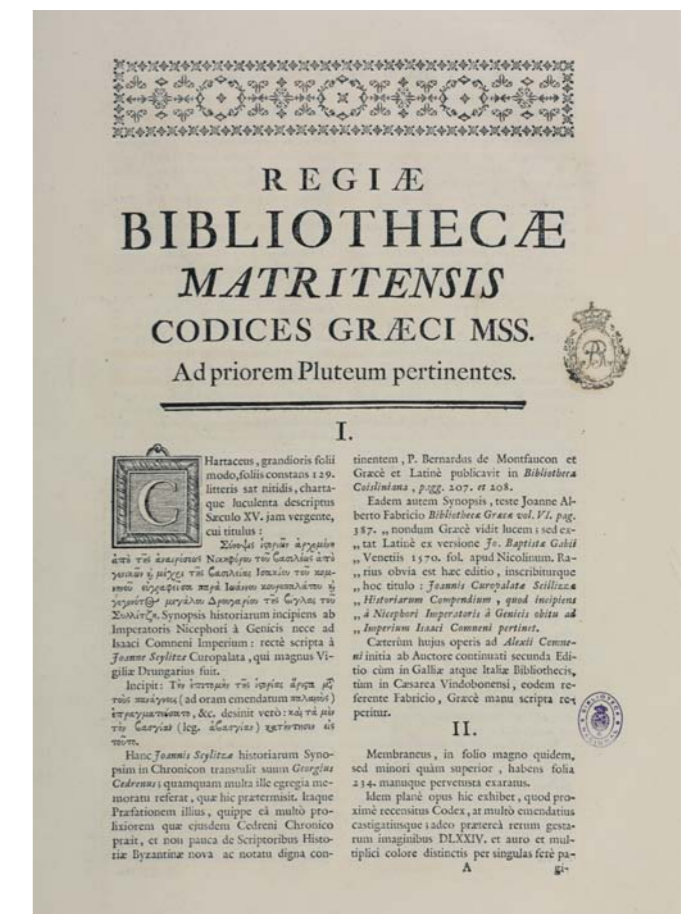 REGIÆ
BIBLIOTHECÆ
MATRITENSIS
CODICES GRÆCI MSS.
Ad priorem Pluteum pertinentes.
I.
CHartaceus, grandioris folii
modo, foliis constans 129.
litteris sat nitidis, charta-
que luculenta descriptus
Sæculo XV. jam vergente,
cui titulus :
Synopsis historiarum incipiens ab
Imperatoris Nicephori à Genicis nece ad
Isaaci Comneni Imperium : rectè scripta à
Joanne Scylitze Curopalata, qui magnus Vi-
giliæ Drungarius fuit.
Incipit:
(ad oram emendatum
&c. desinit verò:
(leg.
Hanc Joannis Scylitzæ historiarum Syno-
psim in Chronicon transtulit suum Georgius
Cedrenus; quamquam multa ille egregia me-
moratu referat, quæ hic prætermisit. Itaque
Præfationem illius, quippe eâ multò pro-
lixiorem quæ ejusdem Cedreni Chronico
præit, et non pauca de Scriptoribus Histo-
riæ Byzantinæ nova ac notatu digna con-
tinentem, P. Bernardus de Montfaucon et
Græcè et Latinè publicavit in Bibliotheca
Coisliniana, pagg. 207. et 208.
Eadem autem Synopsis, teste Joanne Al-
berto Fabricio Bibliothecæ Græcæ vol. VI. pag.
387. „nondum Græcè vidit lucem; sed ex-
„tat Latinè ex versione Jo. Baptistæ Gabii
„Venetiis 1570. fol. apud Nicolinum. Ra-
„rius obvia est hæc editio, inscribiturque
„hoc titulo: Joannis Curopalatæ Scillizzæ
„Historiarum Compendium, quod incipiens
„à Nicephori Imperatoris à Genicis obitu ad
„Imperium Isaaci Comneni pertinet.
Cæterùm hujus operis ad Alexii Comne-
ni initia ab Auctore continuati secunda Edi-
tio cùm in Galliæ atque Italiæ Bibliothecis,
tùm in Cæsarea Vindobonensi, eodem re-
ferente Fabricio, Græcè manu scripta re-
peritur.
II.
Membraneus, in folio magno quidem,
sed minori quàm superior, habens folia
234. manuque pervetusta exaratus.
Idem planè opus hic exhibet, quod pro-
ximè recensitus Codex, at multò emendatius
castigatiusque; adeo prætereà rerum gesta-
rum imaginibus DLXXIV. et auro et mul-
tiplici colore distinctis per singulas ferè pa-
A gi-